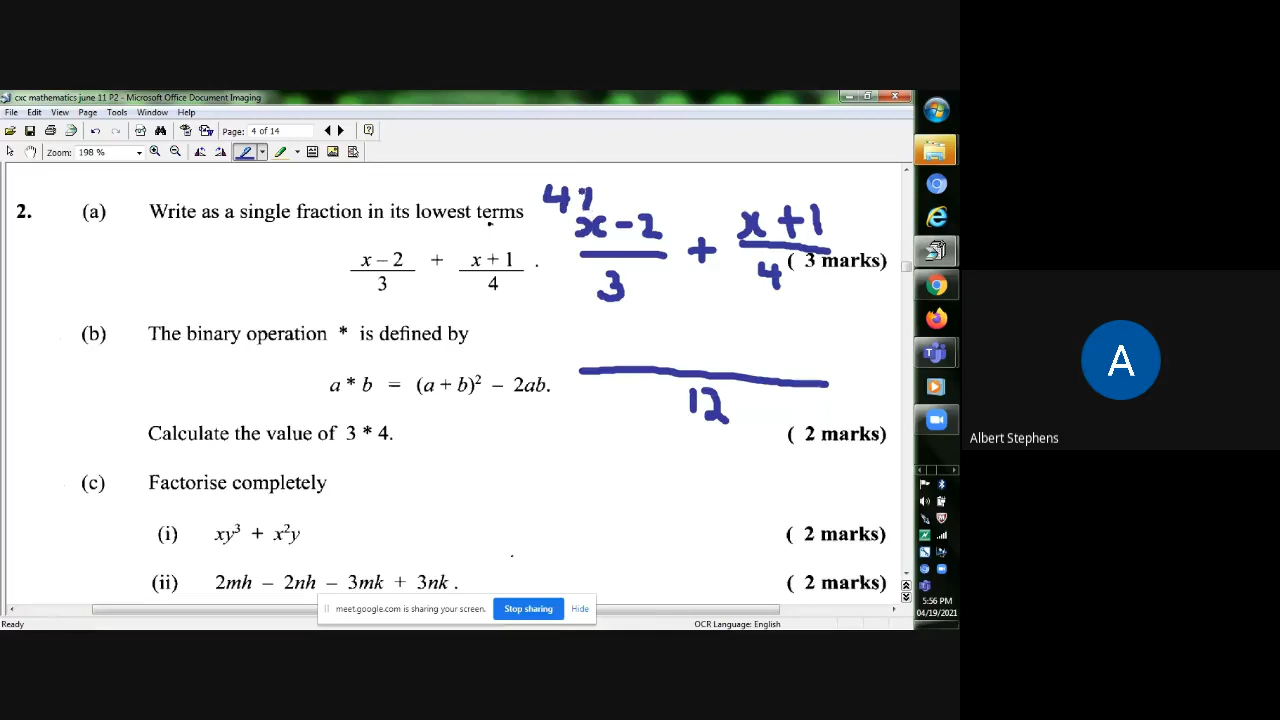 cxc mathematics june 11 P2 - Microsoft Office Document Imaging
File Edit View Page Tools Window Help
Page: 4 of 14
Zoom: 198 %
2. (a) Write as a single fraction in its lowest terms
x – 2 + x + 1 .
3 4
( 3 marks)
4
x – 2 + x + 1
3 4
12
(b) The binary operation * is defined by
a * b = (a + b)² – 2ab.
Calculate the value of 3 * 4. ( 2 marks)
(c) Factorise completely
(i) xy³ + x²y ( 2 marks)
(ii) 2mh – 2nh – 3mk + 3nk . ( 2 marks)
meet.google.com is sharing your screen. Stop sharing Hide
Ready OCR Language: English
5:56 PM
04/19/2021
A
Albert Stephens